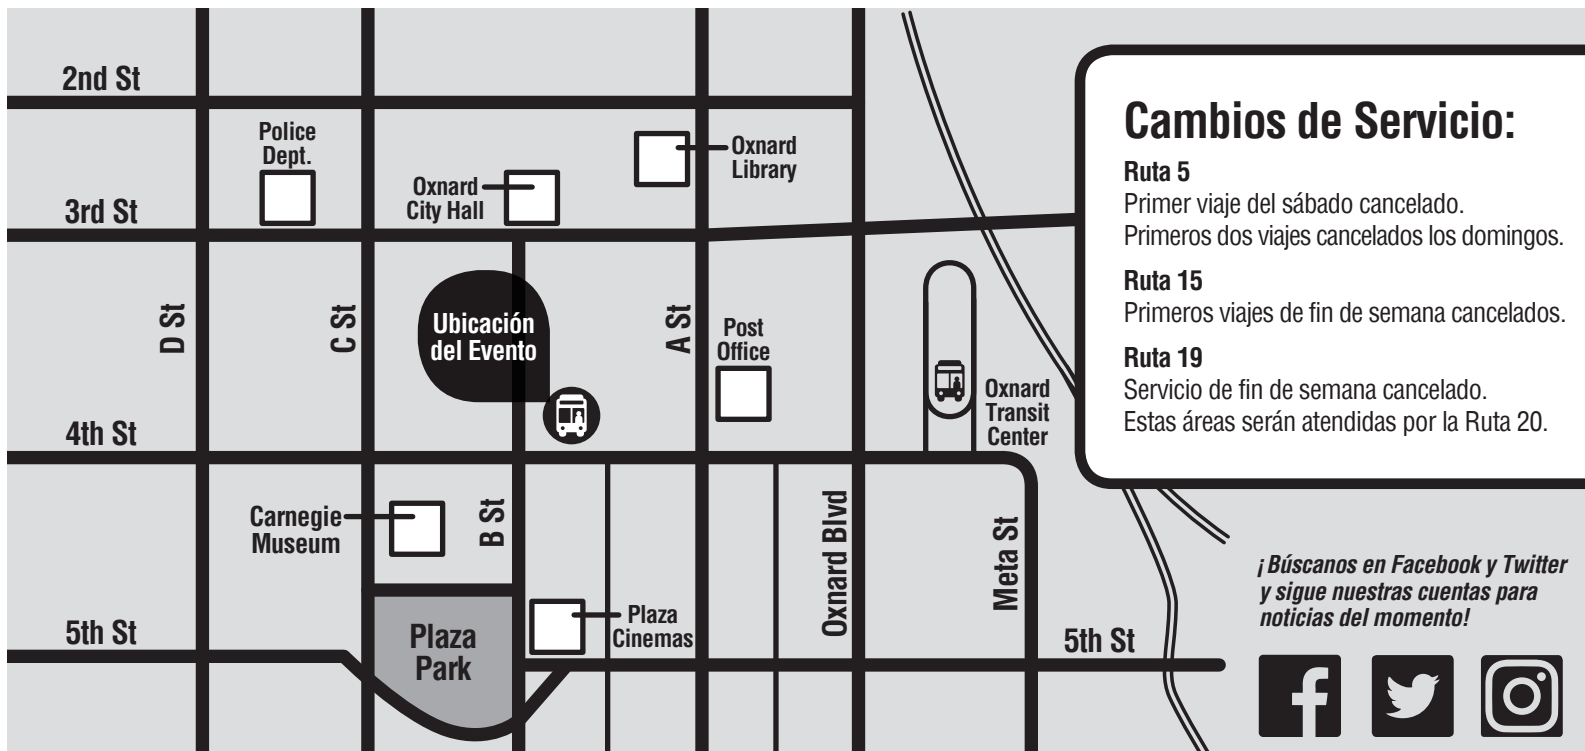 2nd St
Police
Dept.
Oxnard
Library
Oxnard
City Hall
3rd St
D St
C St
Ubicación
del Evento
A St
Post
Office
Oxnard
Transit
Center
4th St
Carnegie
Museum
B St
Oxnard Blvd
Meta St
5th St
Plaza
Park
Plaza
Cinemas
5th St
Cambios de Servicio:
Ruta 5
Primer viaje del sábado cancelado.
Primeros dos viajes cancelados los domingos.
Ruta 15
Primeros viajes de fin de semana cancelados.
Ruta 19
Servicio de fin de semana cancelado.
Estas áreas serán atendidas por la Ruta 20.
¡Búscanos en Facebook y Twitter
y sigue nuestras cuentas para
noticias del momento!